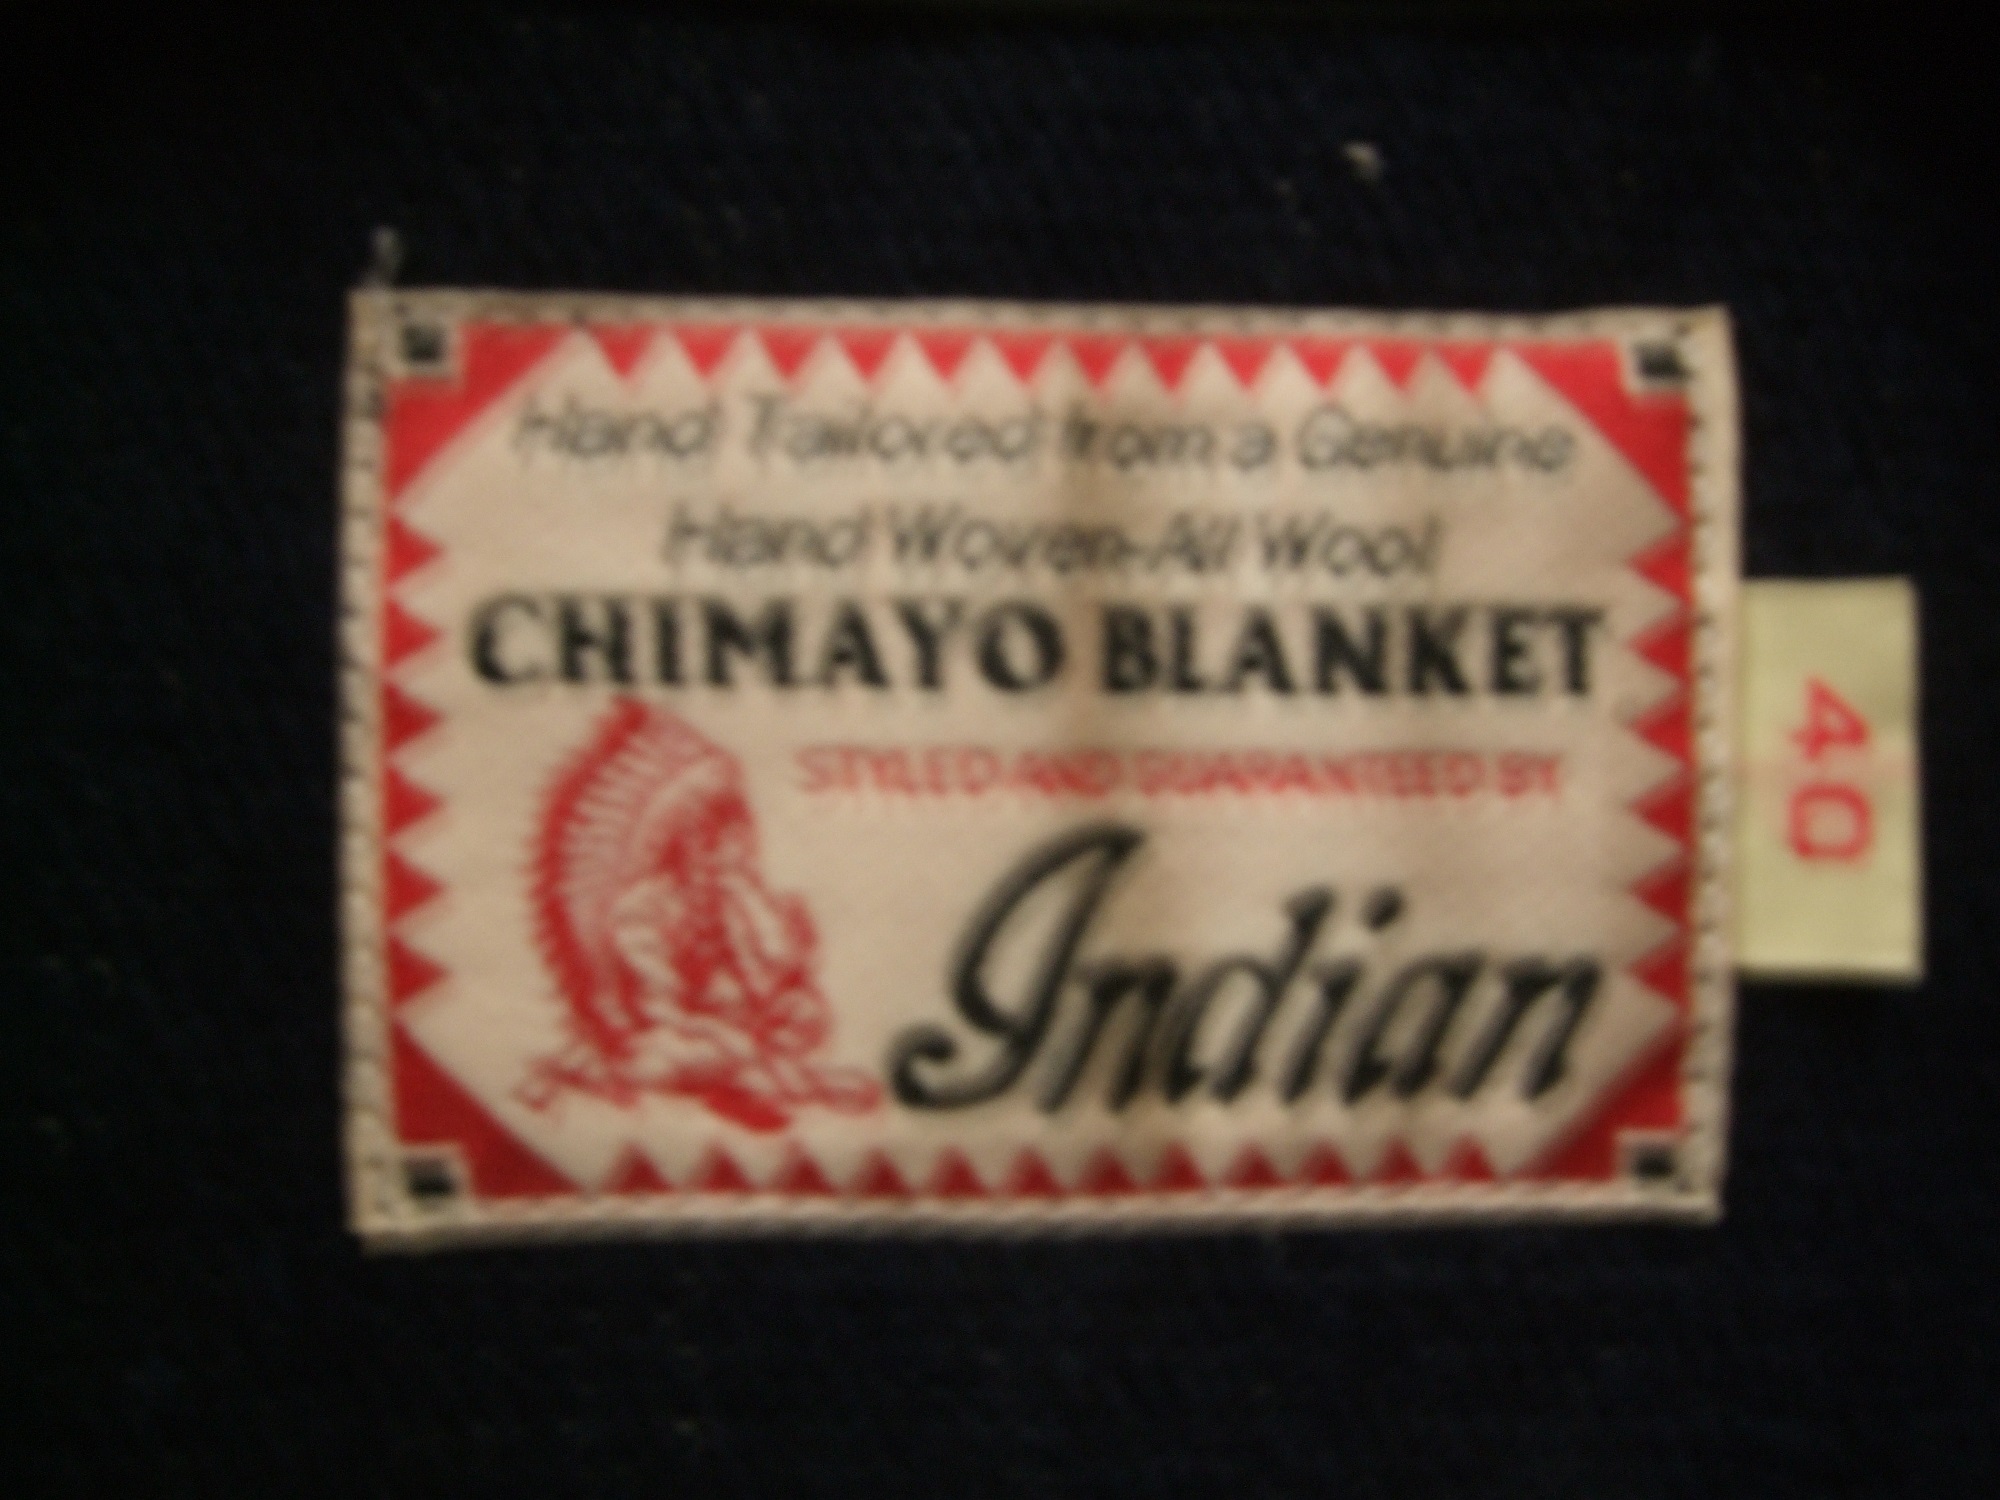 Hand Tailored from a Genuine
Hand Woven-All Wool
CHIMAYO BLANKET
STYLED AND GUARANTEED BY
Indian
40